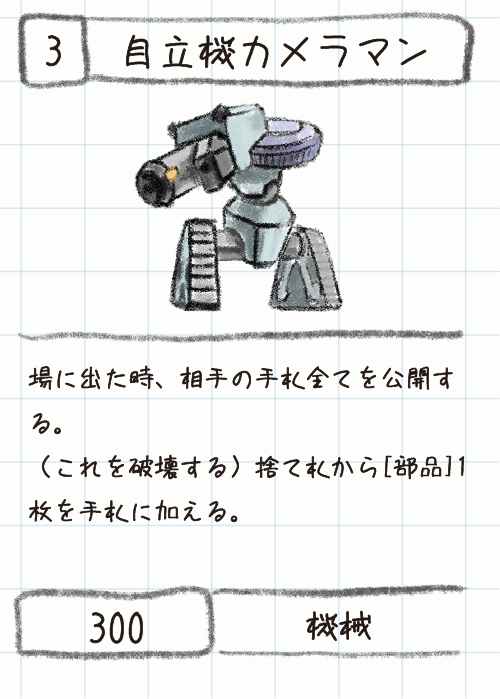 3
自立機カメラマン
場に出た時、相手の手札全てを公開す
る。
（これを破壊する）捨て札から[部品]1
枚を手札に加える。
300
機械